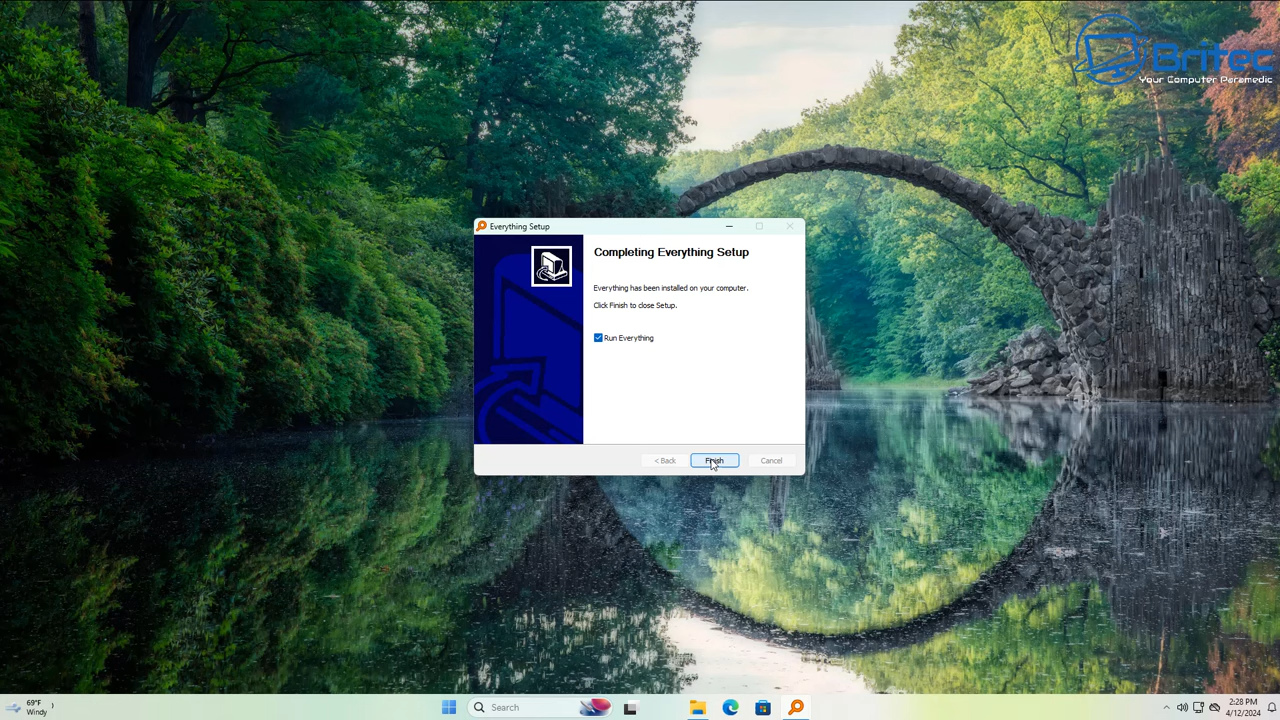 Britec
Your Computer Paramedic
Everything Setup
Completing Everything Setup
Everything has been installed on your computer.
Click Finish to close Setup.
Run Everything
< Back
Finish
Cancel
69°F
Windy
Search
2:28 PM
4/12/2024